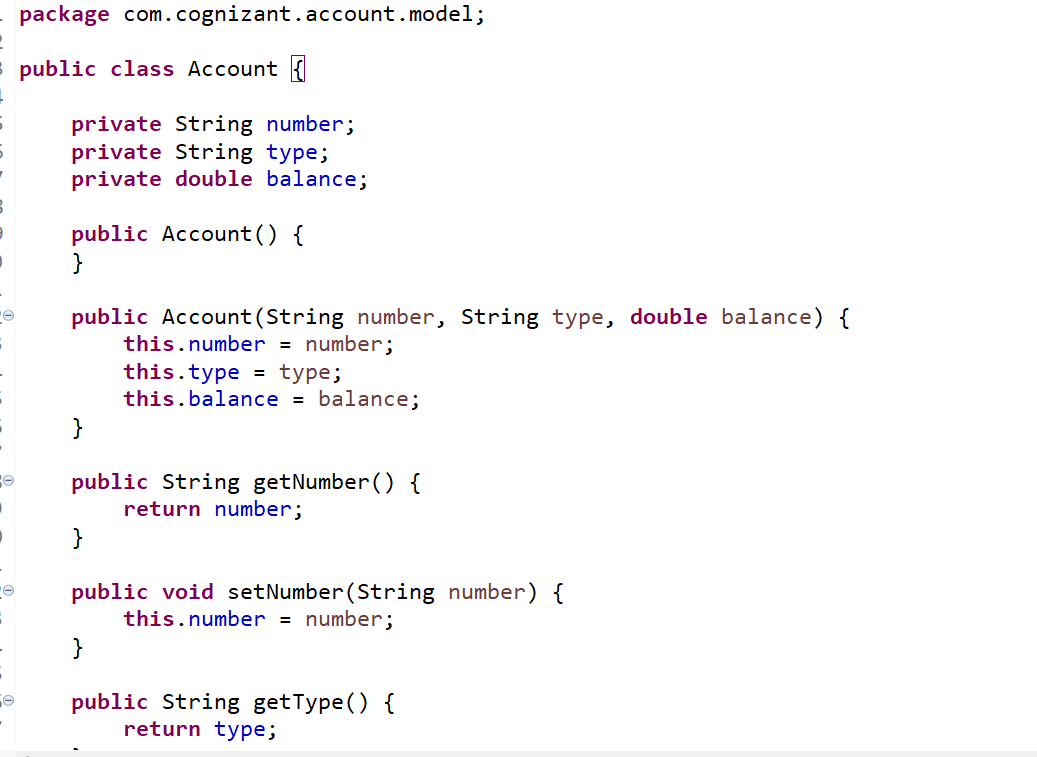 package com.cognizant.account.model;
public class Account {
private String number;
private String type;
private double balance;
public Account() {
}
public Account(String number, String type, double balance) {
this.number = number;
this.type = type;
this.balance = balance;
}
public String getNumber() {
return number;
}
public void setNumber(String number) {
this.number = number;
}
public String getType() {
return type;